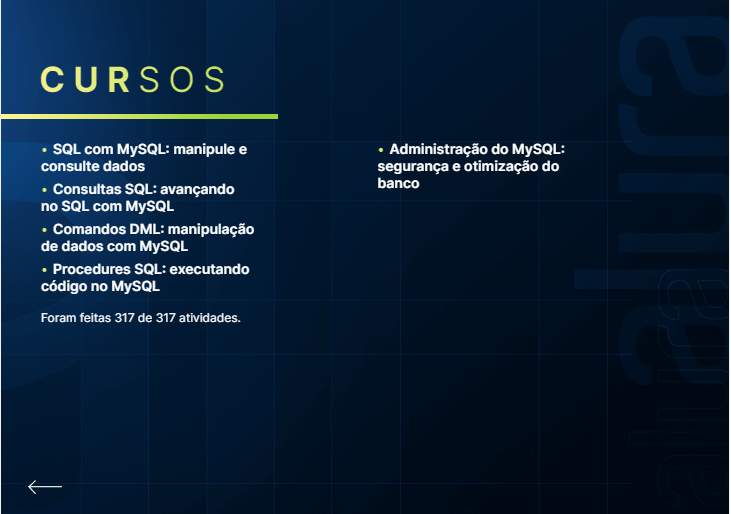 CURSOS
• SQL com MySQL: manipule e
consulte dados
• Consultas SQL: avançando
no SQL com MySQL
• Comandos DML: manipulação
de dados com MySQL
• Procedures SQL: executando
código no MySQL
Foram feitas 317 de 317 atividades.
• Administração do MySQL:
segurança e otimização do
banco
alura
alura
alura